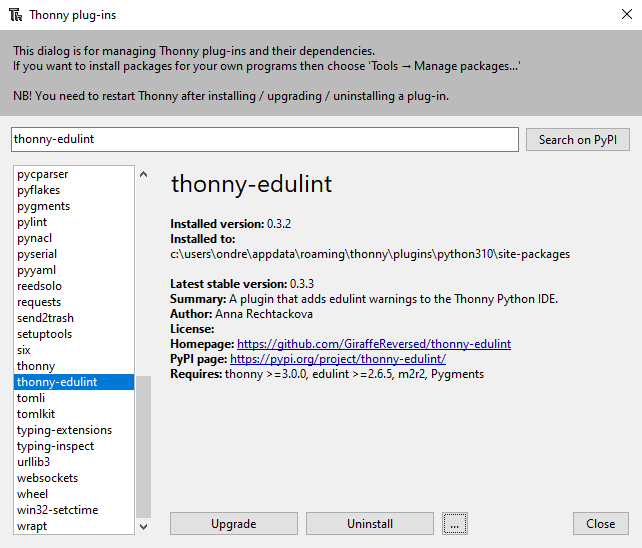 Thonny plug-ins
This dialog is for managing Thonny plug-ins and their dependencies.
If you want to install packages for your own programs then choose 'Tools → Manage packages...'
NB! You need to restart Thonny after installing / upgrading / uninstalling a plug-in.
thonny-edulint
Search on PyPI
pycparser
pyflakes
pygments
pylint
pynacl
pyserial
pyyaml
reedsolo
requests
send2trash
setuptools
six
thonny
thonny-edulint
tomli
tomlkit
typing-extensions
typing-inspect
urllib3
websockets
wheel
win32-setctime
wrapt
thonny-edulint
Installed version: 0.3.2
Installed to:
c:\users\ondre\appdata\roaming\thonny\plugins\python310\site-packages
Latest stable version: 0.3.3
Summary: A plugin that adds edulint warnings to the Thonny Python IDE.
Author: Anna Rechtackova
License:
Homepage: https://github.com/GiraffeReversed/thonny-edulint
PyPI page: https://pypi.org/project/thonny-edulint/
Requires: thonny >=3.0.0, edulint >=2.6.5, m2r2, Pygments
Upgrade
Uninstall
...
Close